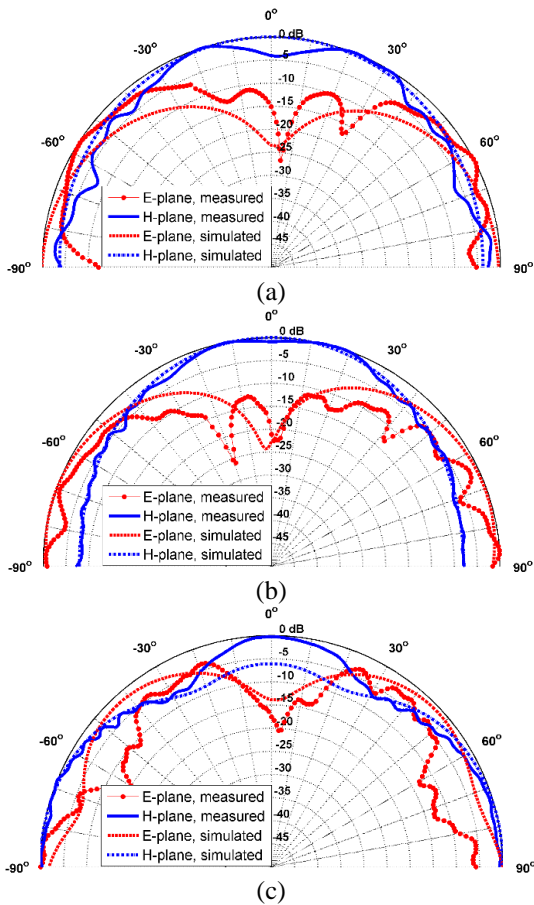 0°
-30°
0 dB
30°
-5
-10
-15
-20
-25
-30
-35
-40
-45
-60°
60°
E-plane, measured
H-plane, measured
E-plane, simulated
H-plane, simulated
-90°
90°
(a)
0°
-30°
0 dB
30°
-5
-10
-15
-20
-25
-30
-35
-40
-45
-60°
60°
E-plane, measured
H-plane, measured
E-plane, simulated
H-plane, simulated
-90°
90°
(b)
0°
-30°
0 dB
30°
-5
-10
-15
-20
-25
-30
-35
-40
-45
-60°
60°
E-plane, measured
H-plane, measured
E-plane, simulated
H-plane, simulated
-90°
90°
(c)